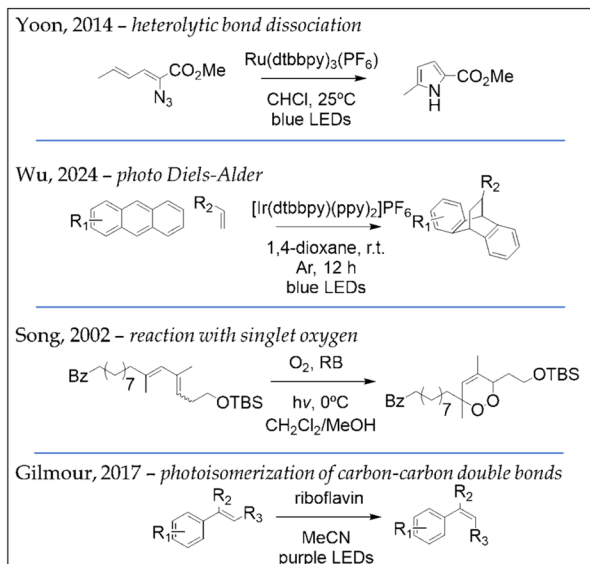 Yoon, 2014 – heterolytic bond dissociation
CO2Me
N3
Ru(dtbbpy)3(PF6)
CHCl, 25ºC
blue LEDs
N
H
CO2Me
Wu, 2024 – photo Diels-Alder
R1
R2
[Ir(dtbbpy)(ppy)2]PF6
1,4-dioxane, r.t.
Ar, 12 h
blue LEDs
R2
R1
Song, 2002 – reaction with singlet oxygen
Bz
7
OTBS
O2, RB
hν, 0ºC
CH2Cl2/MeOH
Bz
7
O
O
OTBS
Gilmour, 2017 – photoisomerization of carbon-carbon double bonds
R1
R2
R3
riboflavin
MeCN
purple LEDs
R1
R2
R3